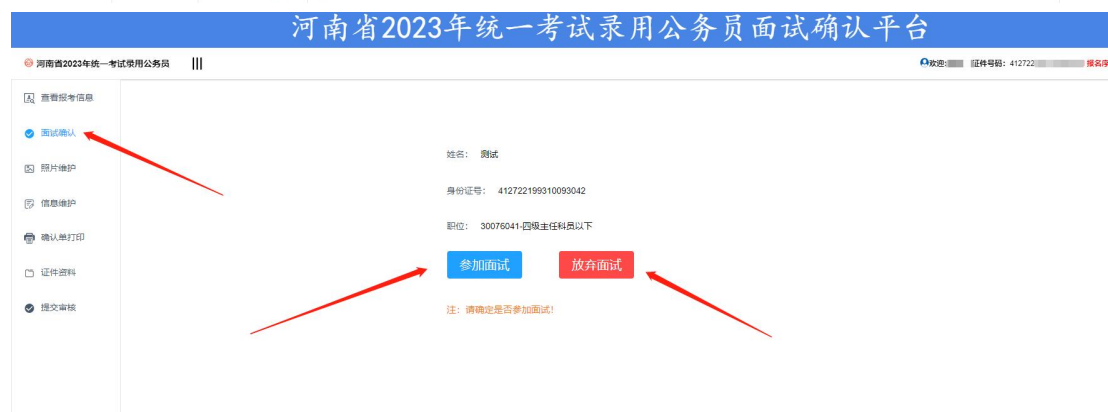 河南省2023年统一考试录用公务员面试确认平台
河南省2023年统一考试录用公务员
欢迎: 证件号码: 412722 报名序
查看报考信息
面试确认
照片维护
信息维护
确认单打印
证件资料
提交审核
姓名: 测试
身份证号: 412722199310093042
职位: 30076041-四级主任科员以下
参加面试 放弃面试
注: 请确定是否参加面试!